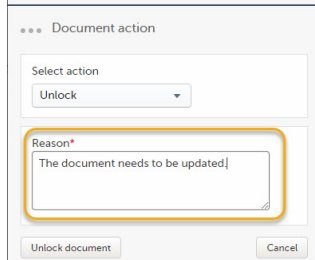 Document action
Select action
Unlock
Reason*
The document needs to be updated.
Unlock document
Cancel